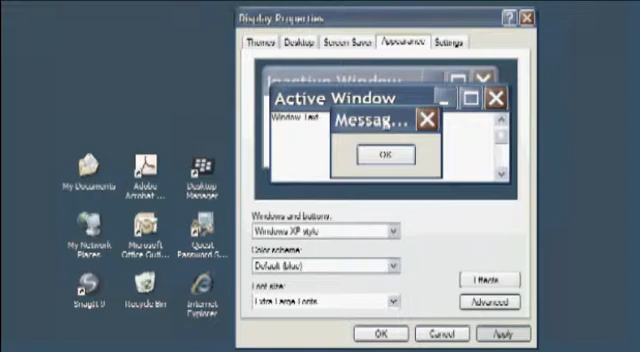 Display Properties
Themes Desktop Screen Saver Appearance Settings
Inactive Window
Active Window
Window Text
Messag...
OK
My Documents
Adobe Acrobat ...
Desktop Manager
My Network Places
Microsoft Office Outl...
Quest Password S...
SnagIt 9
Recycle Bin
Internet Explorer
Windows and buttons:
Windows XP style
Color scheme:
Default (blue)
Font size:
Extra Large Fonts
Effects
Advanced
OK Cancel Apply